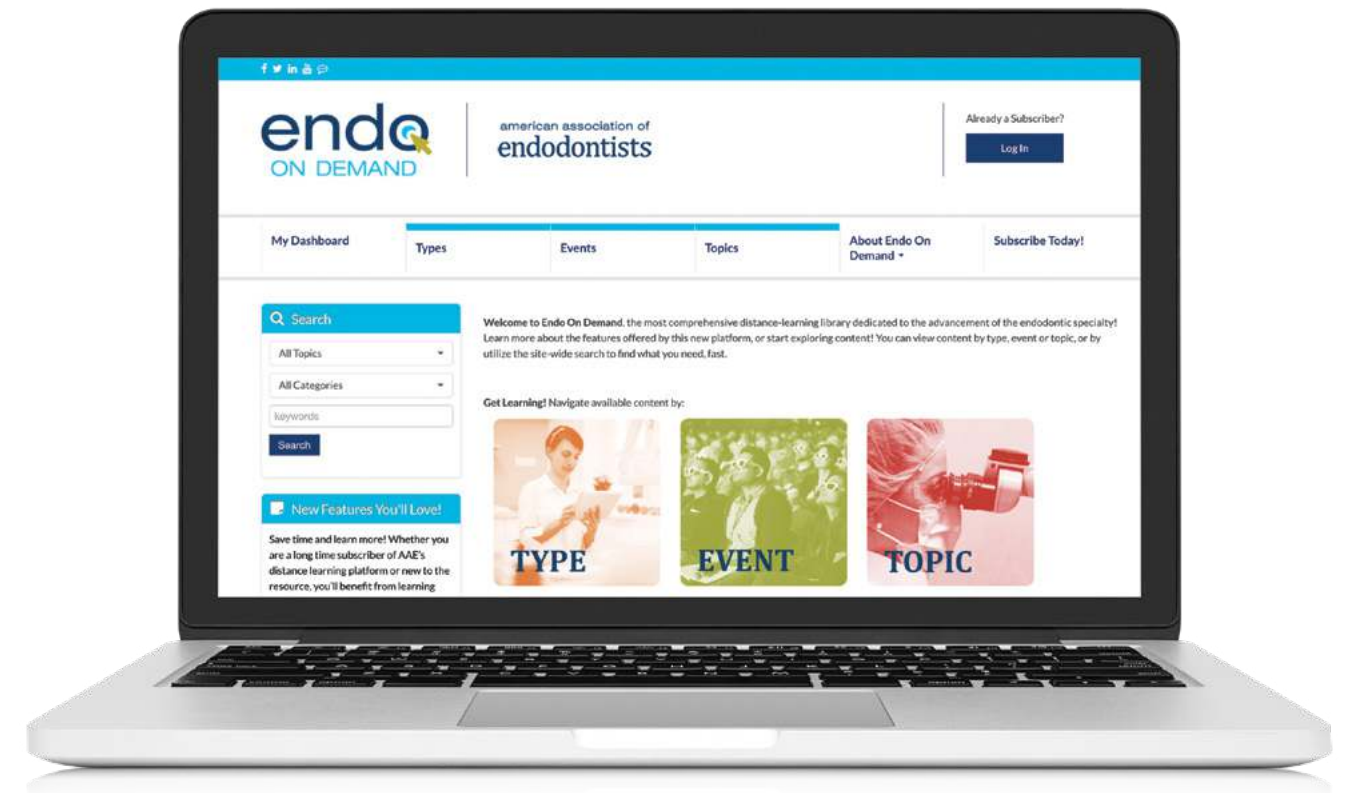 endo
ON DEMAND
american association of
endodontists
Already a Subscriber?
Log In
My Dashboard
Types
Events
Topics
About Endo On
Demand
Subscribe Today!
Search
All Topics
All Categories
keywords
Search
Welcome to Endo On Demand, the most comprehensive distance-learning library dedicated to the advancement of the endodontic specialty!
Learn more about the features offered by this new platform, or start exploring content! You can view content by type, event or topic, or by
utilize the site-wide search to find what you need, fast.
Get Learning! Navigate available content by:
TYPE
EVENT
TOPIC
New Features You'll Love!
Save time and learn more! Whether you
are a long time subscriber of AAE's
distance learning platform or new to the
resource, you'll benefit from learning